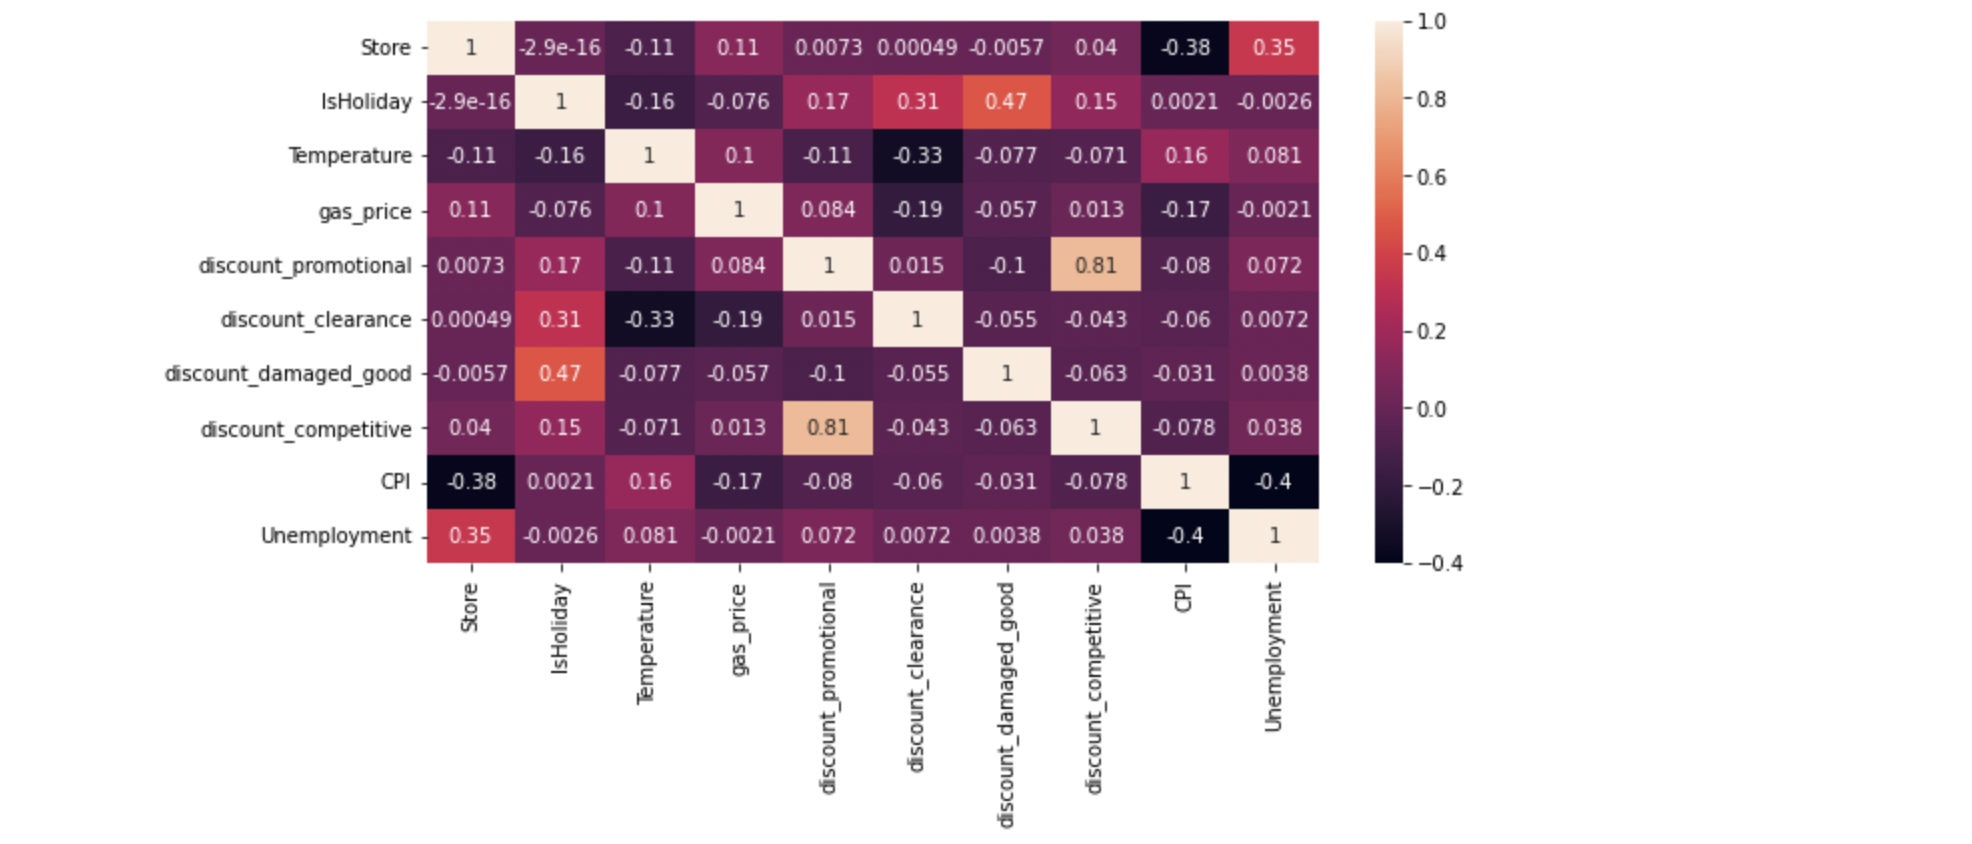 Store 1 -2.9e-16 -0.11 0.11 0.0073 0.00049 -0.0057 0.04 -0.38 0.35
IsHoliday -2.9e-16 1 -0.16 -0.076 0.17 0.31 0.47 0.15 0.0021 -0.0026
Temperature -0.11 -0.16 1 0.1 -0.11 -0.33 -0.077 -0.071 0.16 0.081
gas_price 0.11 -0.076 0.1 1 0.084 -0.19 -0.057 0.013 -0.17 -0.0021
discount_promotional 0.0073 0.17 -0.11 0.084 1 0.015 -0.1 0.81 -0.08 0.072
discount_clearance 0.00049 0.31 -0.33 -0.19 0.015 1 -0.055 -0.043 -0.06 0.0072
discount_damaged_good -0.0057 0.47 -0.077 -0.057 -0.1 -0.055 1 -0.063 -0.031 0.0038
discount_competitive 0.04 0.15 -0.071 0.013 0.81 -0.043 -0.063 1 -0.078 0.038
CPI -0.38 0.0021 0.16 -0.17 -0.08 -0.06 -0.031 -0.078 1 -0.4
Unemployment 0.35 -0.0026 0.081 -0.0021 0.072 0.0072 0.0038 0.038 -0.4 1
Store
IsHoliday
Temperature
gas_price
discount_promotional
discount_clearance
discount_damaged_good
discount_competitive
CPI
Unemployment
1.0
0.8
0.6
0.4
0.2
0.0
−0.2
−0.4